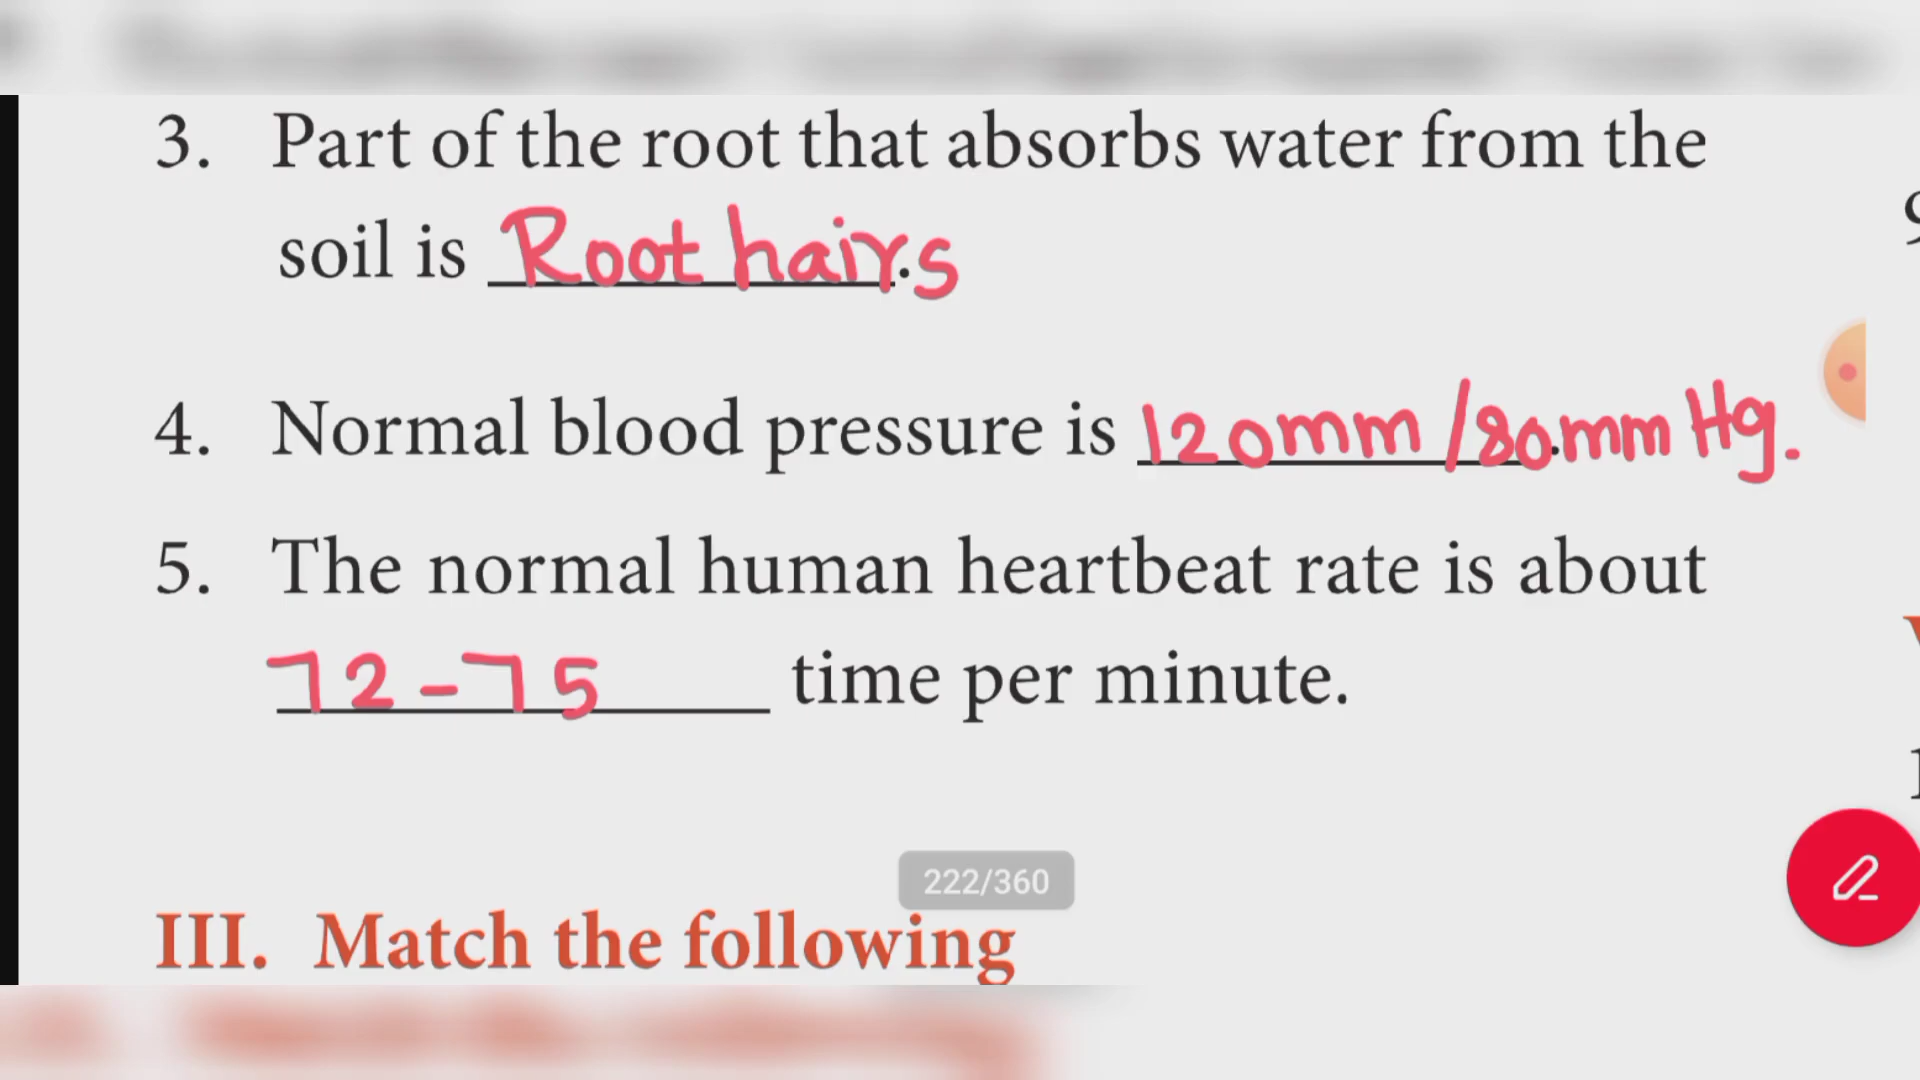 3. Part of the root that absorbs water from the
soil is Root hairs.
4. Normal blood pressure is 120mm/80mm Hg.
5. The normal human heartbeat rate is about
72-75 time per minute.
222/360
III. Match the following